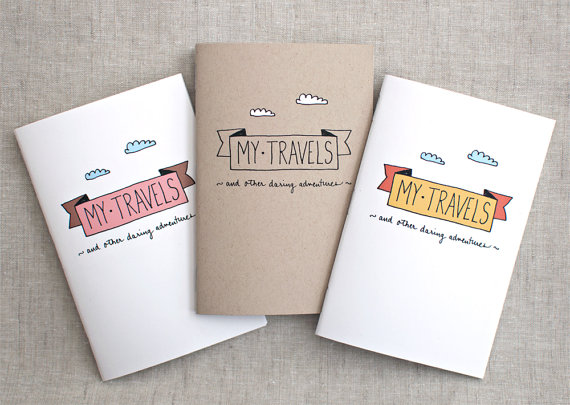 MY · TRAVELS
~ and other daring adventures ~
MY · TRAVELS
~ and other daring adventures ~
MY · TRAVELS
~ and other daring adventures ~